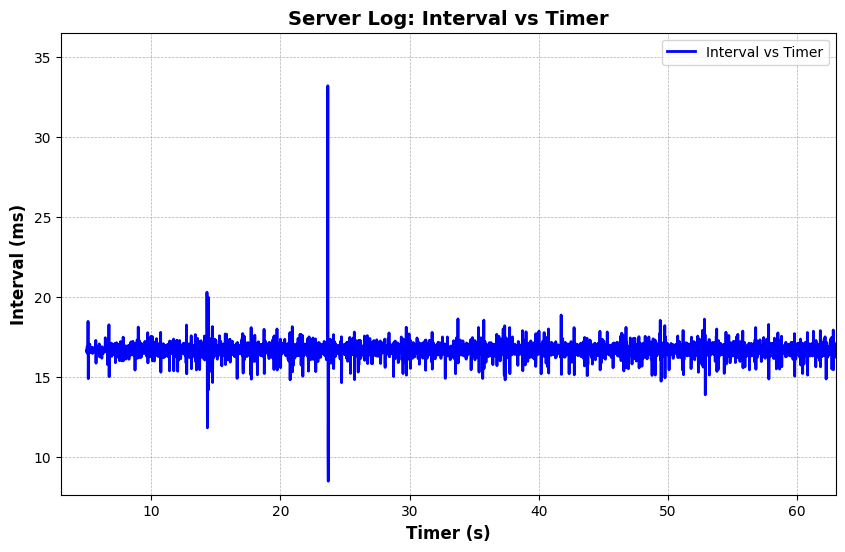 Server Log: Interval vs Timer
Interval vs Timer
35
30
25
20
15
10
Interval (ms)
10 20 30 40 50 60
Timer (s)